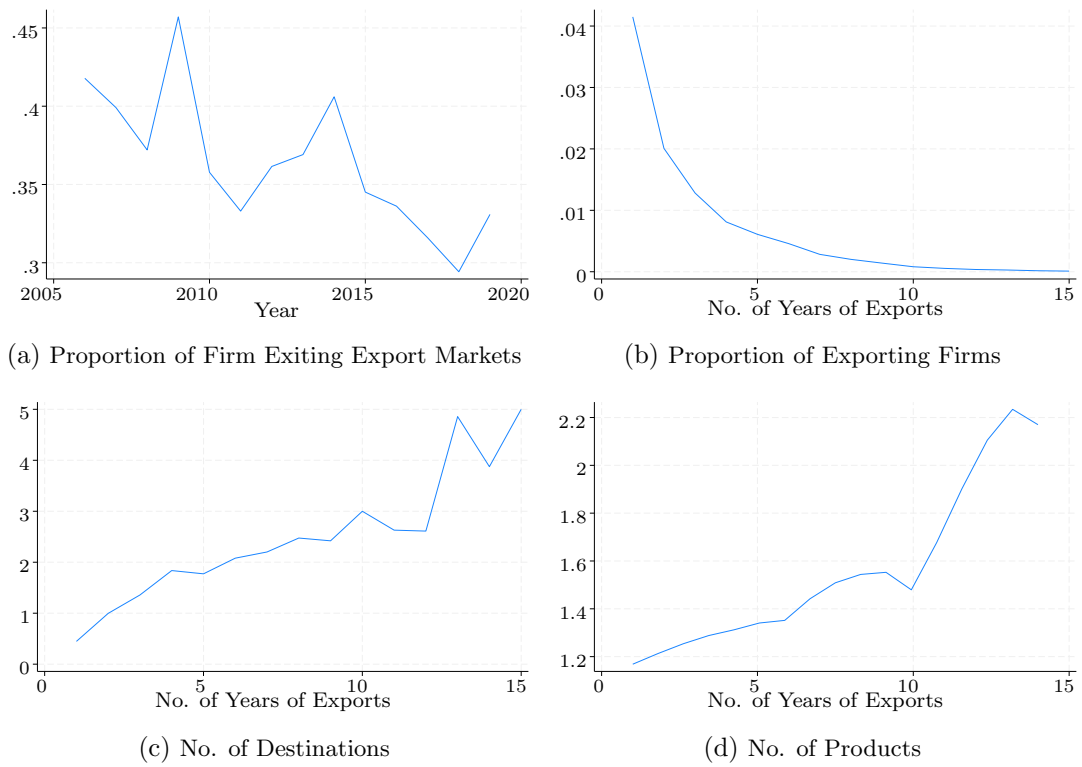 .45
.4
.35
.3
2005 2010 2015 2020
Year
(a) Proportion of Firm Exiting Export Markets
.04
.03
.02
.01
0
0 5 10 15
No. of Years of Exports
(b) Proportion of Exporting Firms
5
4
3
2
1
0
0 5 10 15
No. of Years of Exports
(c) No. of Destinations
2.2
2
1.8
1.6
1.4
1.2
0 5 10 15
No. of Years of Exports
(d) No. of Products